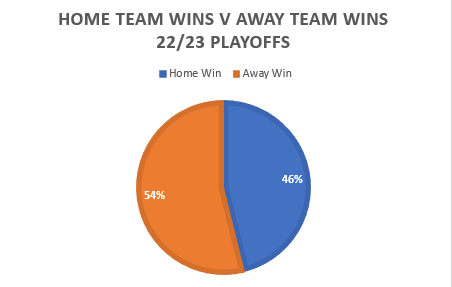 HOME TEAM WINS V AWAY TEAM WINS
22/23 PLAYOFFS
Home Win Away Win
46%
54%